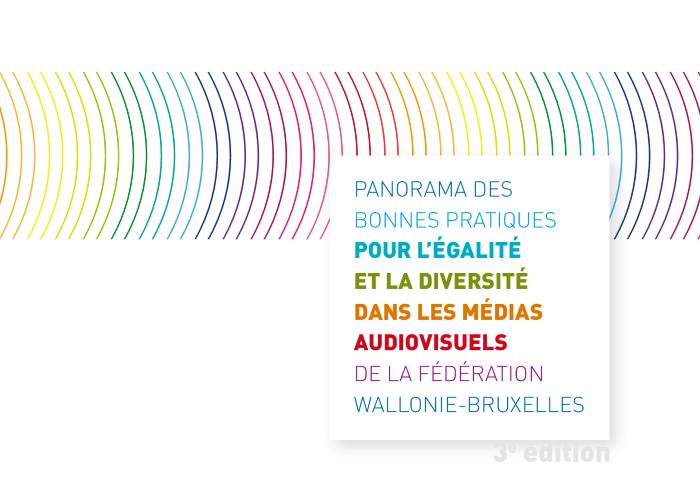 PANORAMA DES
BONNES PRATIQUES
POUR L'ÉGALITÉ
ET LA DIVERSITÉ
DANS LES MÉDIAS
AUDIOVISUELS
DE LA FÉDÉRATION
WALLONIE-BRUXELLES
3e édition